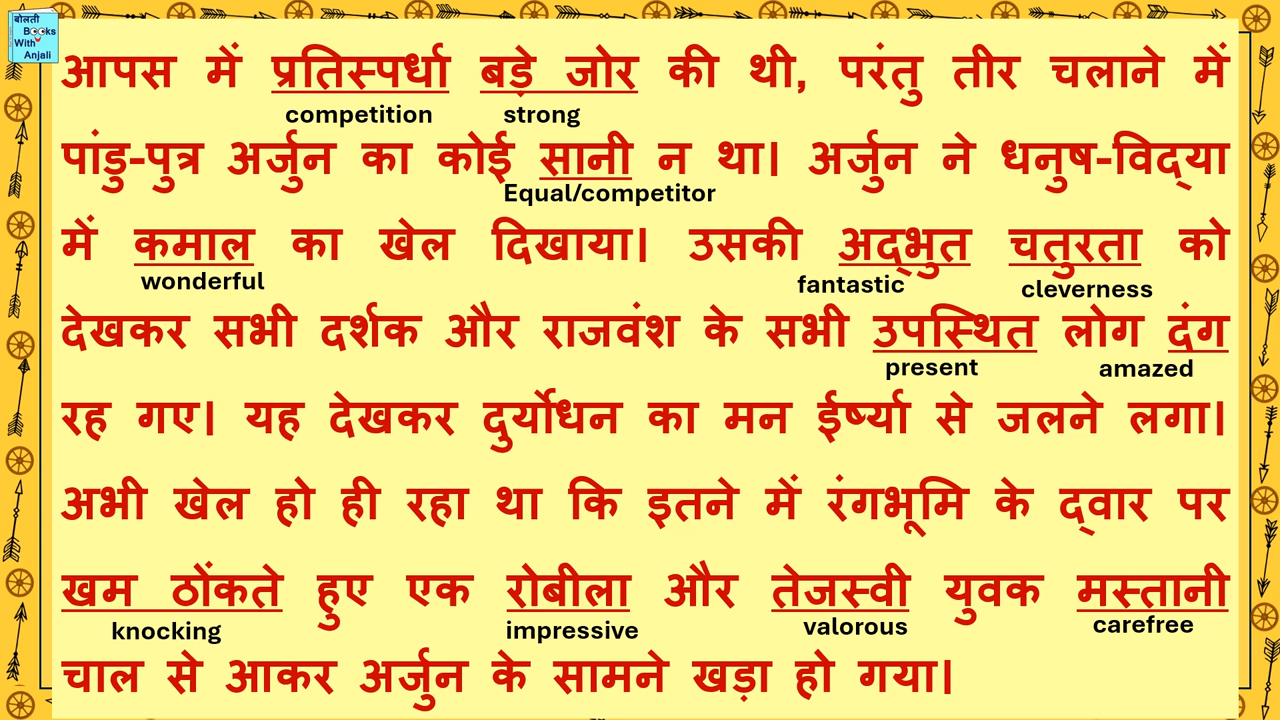 बोलती
Books
With
Anjali
आपस में प्रतिस्पर्धा बड़े जोर की थी, परंतु तीर चलाने में
competition strong
पांडु-पुत्र अर्जुन का कोई सानी न था। अर्जुन ने धनुष-विद्या
Equal/competitor
में कमाल का खेल दिखाया। उसकी अद्भुत चतुरता को
wonderful fantastic cleverness
देखकर सभी दर्शक और राजवंश के सभी उपस्थित लोग दंग
present amazed
रह गए। यह देखकर दुर्योधन का मन ईर्ष्या से जलने लगा।
अभी खेल हो ही रहा था कि इतने में रंगभूमि के द्वार पर
खम ठोंकते हुए एक रोबीला और तेजस्वी युवक मस्तानी
knocking impressive valorous carefree
चाल से आकर अर्जुन के सामने खड़ा हो गया।